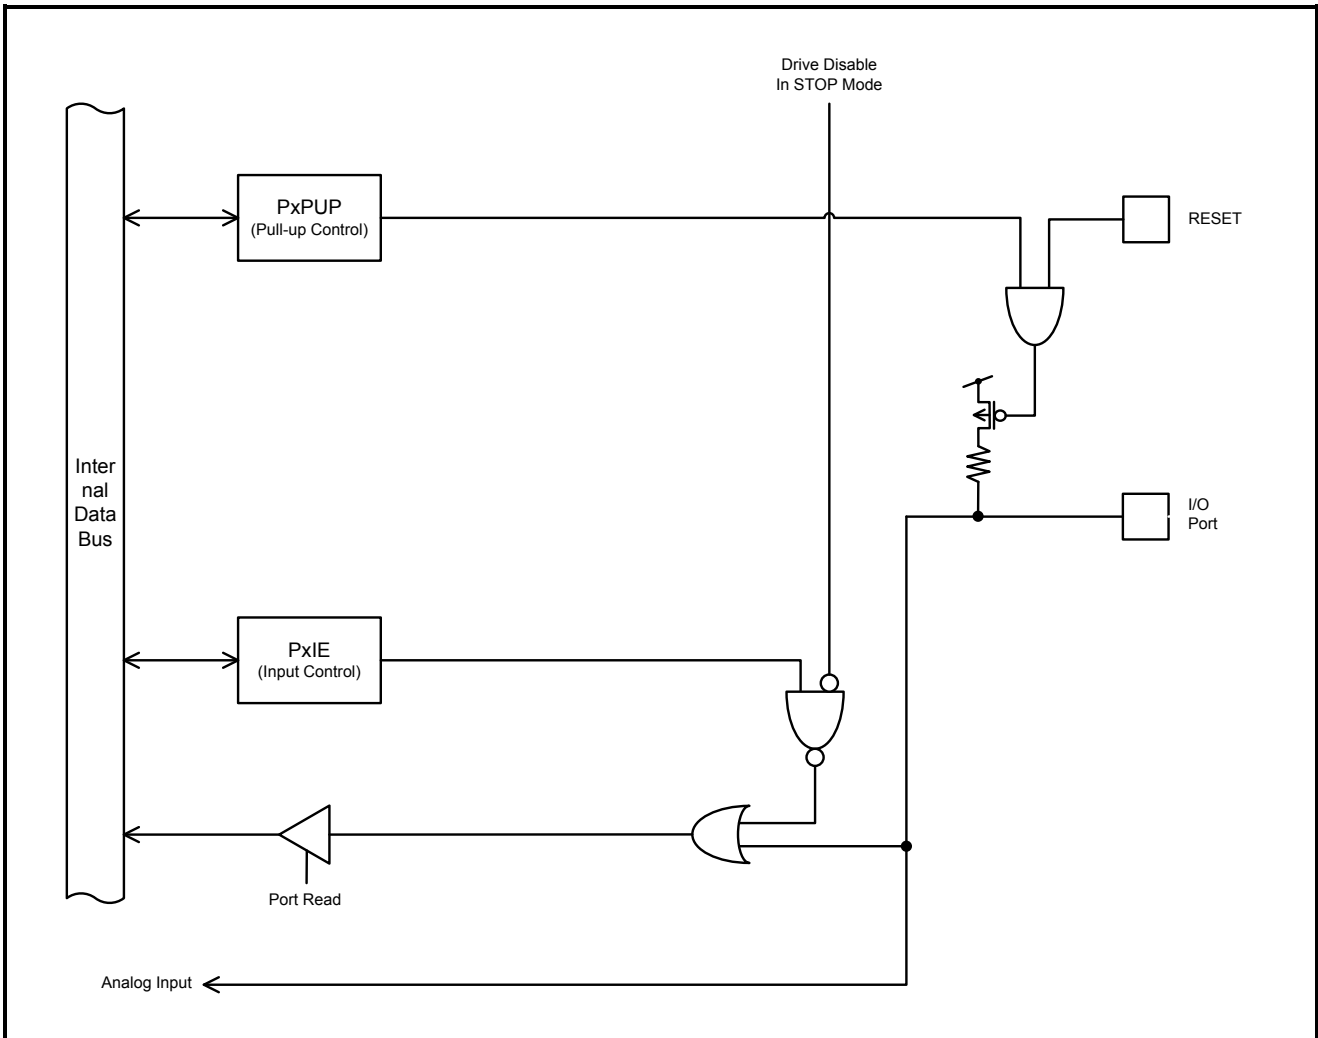 Drive Disable
In STOP Mode
PxPUP
(Pull-up Control)
RESET
Inter
nal
Data
Bus
I/O
Port
PxIE
(Input Control)
Port Read
Analog Input